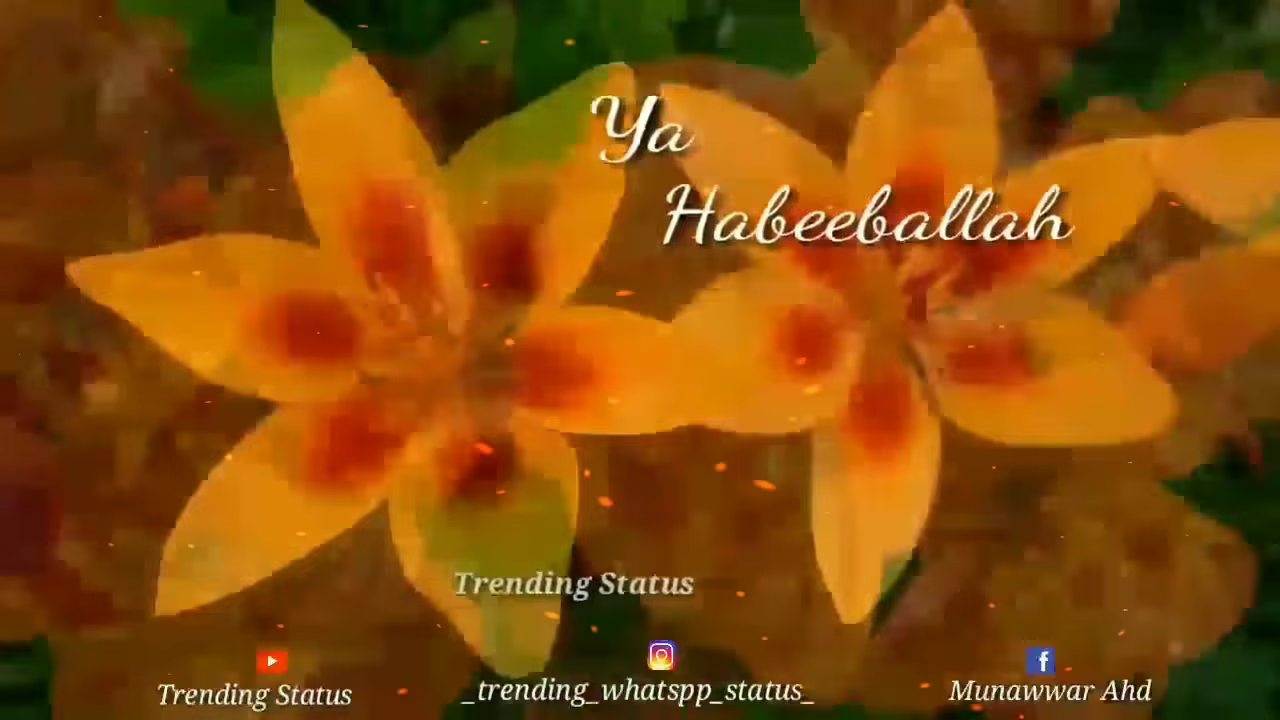 Ya
Habeeballah
Trending Status
Trending Status
_trending_whatspp_status_
Munawwar Ahd